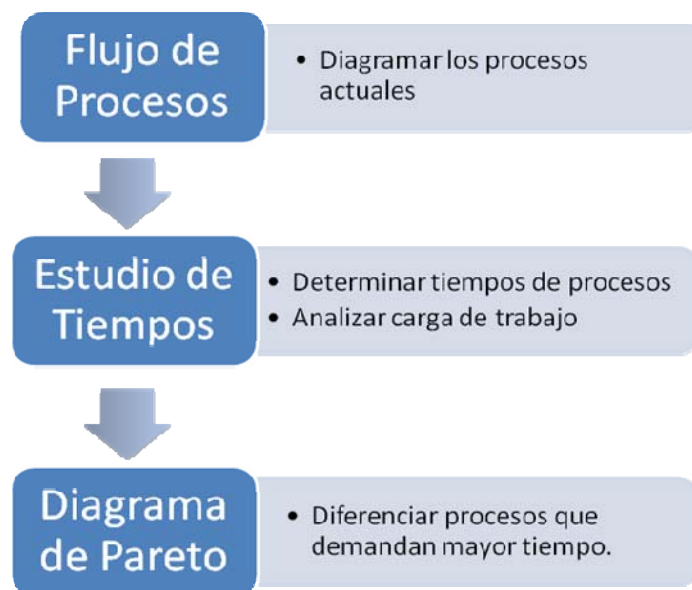 Flujo de
Procesos
• Diagramar los procesos
actuales
Estudio de
Tiempos
• Determinar tiempos de procesos
• Analizar carga de trabajo
Diagrama
de Pareto
• Diferenciar procesos que
demandan mayor tiempo.